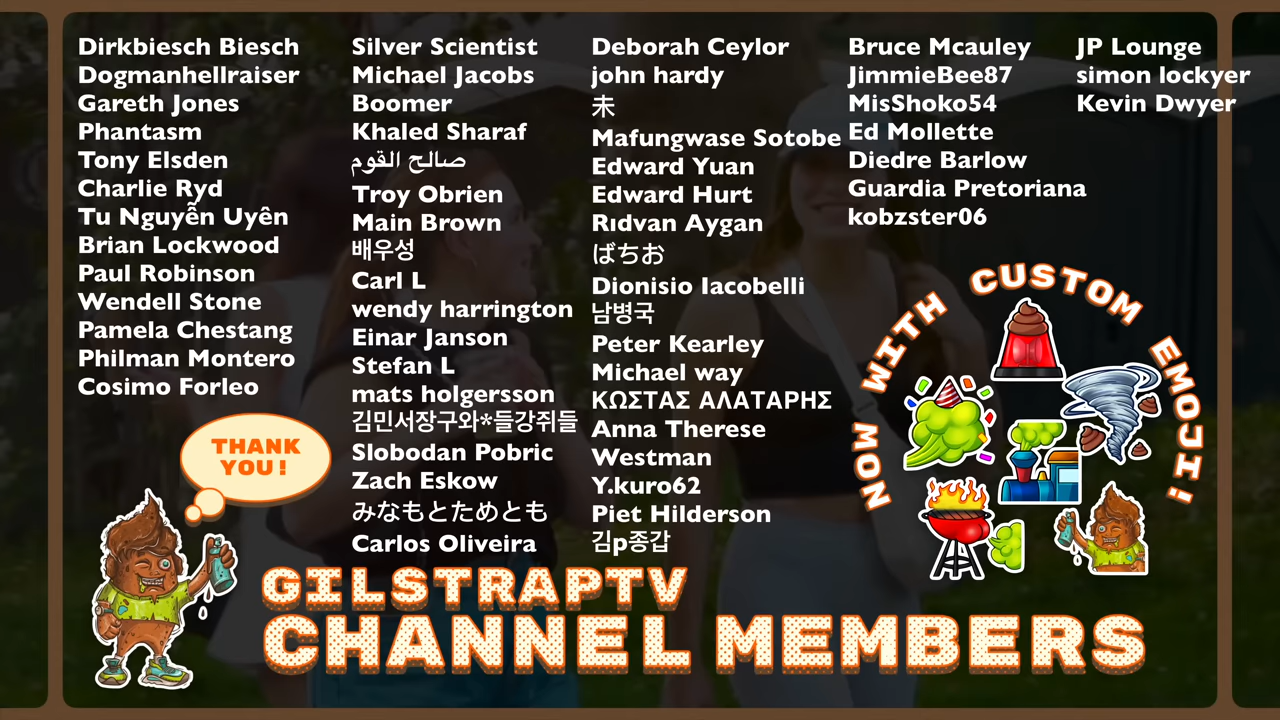 Dirkbiesch Biesch
Dogmanhellraiser
Gareth Jones
Phantasm
Tony Elsden
Charlie Ryd
Tu Nguyễn Uyên
Brian Lockwood
Paul Robinson
Wendell Stone
Pamela Chestang
Philman Montero
Cosimo Forleo
Silver Scientist
Michael Jacobs
Boomer
Khaled Sharaf
صالح القوم
Troy Obrien
Main Brown
배우성
Carl L
wendy harrington
Einar Janson
Stefan L
mats holgersson
김민서장구와*들강쥐들
Slobodan Pobric
Zach Eskow
みなもとためとも
Carlos Oliveira
Deborah Ceylor
john hardy
未
Mafungwase Sotobe
Edward Yuan
Edward Hurt
Rıdvan Aygan
ばちお
Dionisio Iacobelli
남병국
Peter Kearley
Michael way
ΚΩΣΤΑΣ ΑΛΑΤΑΡΗΣ
Anna Therese
Westman
Y.kuro62
Piet Hilderson
김p종갑
Bruce Mcauley
JimmieBee87
MisShoko54
Ed Mollette
Diedre Barlow
Guardia Pretoriana
kobzster06
JP Lounge
simon lockyer
Kevin Dwyer
NOW WITH CUSTOM EMOJI!
THANK
YOU!
GILSTRAPTV
CHANNEL MEMBERS